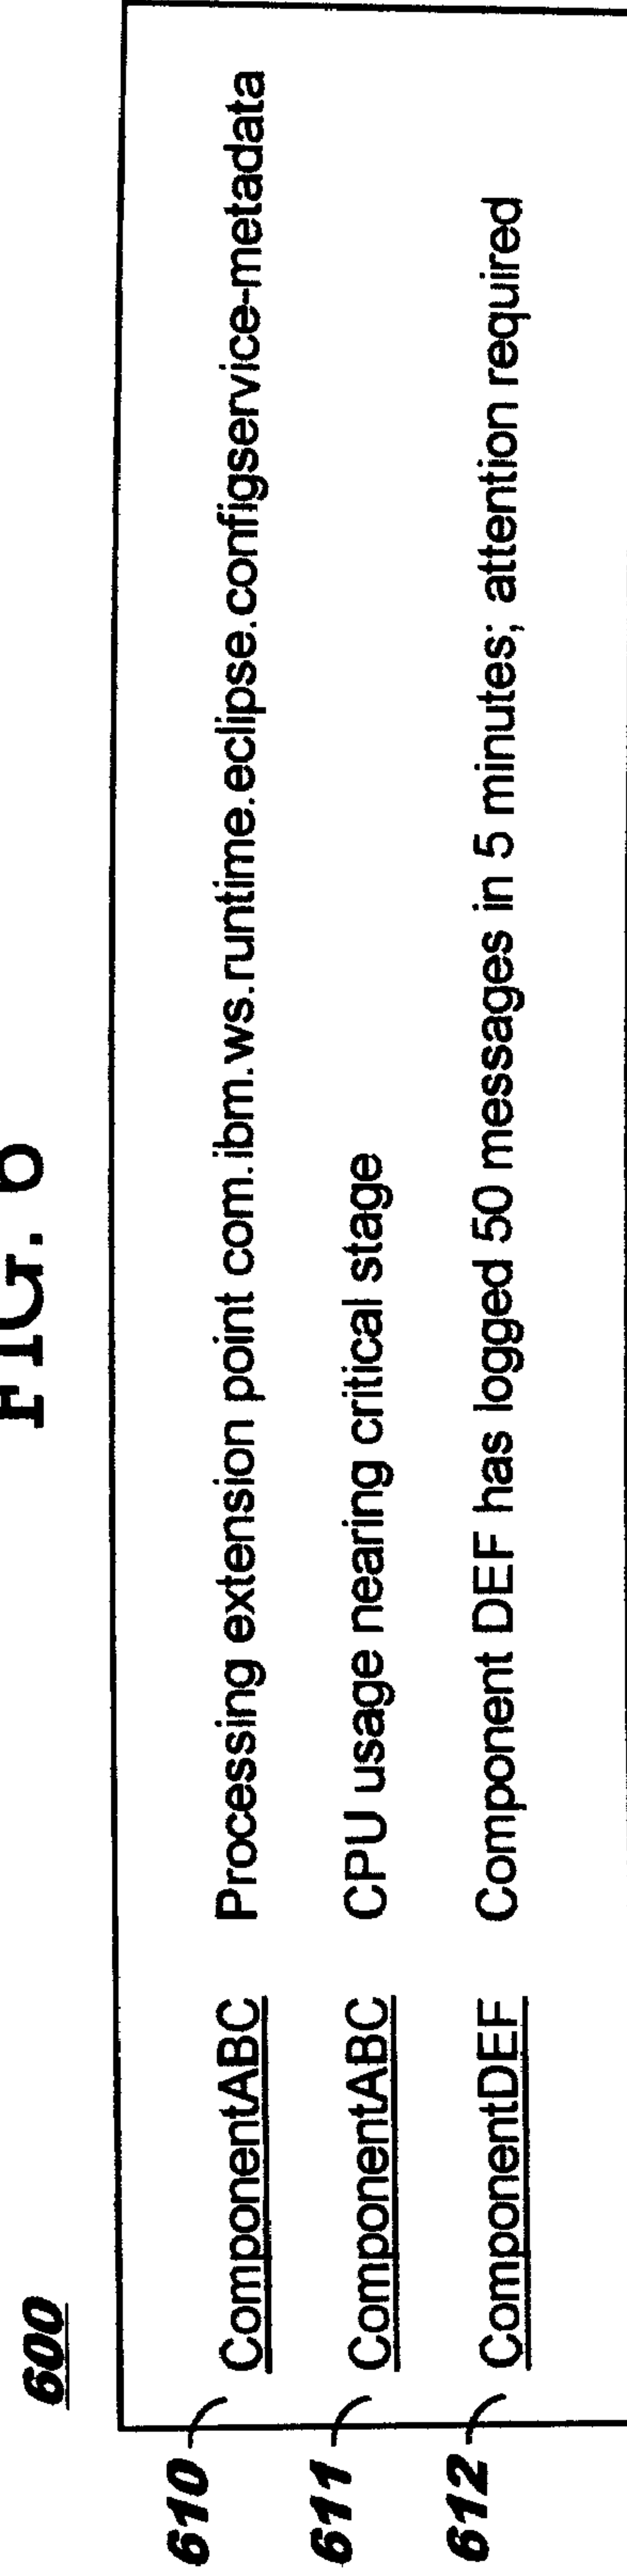 FIG. 6
600
610 ComponentABC Processing extension point com.ibm.ws.runtime.eclipse.configservice-metadata
611 ComponentABC CPU usage nearing critical stage
612 ComponentDEF Component DEF has logged 50 messages in 5 minutes; attention required